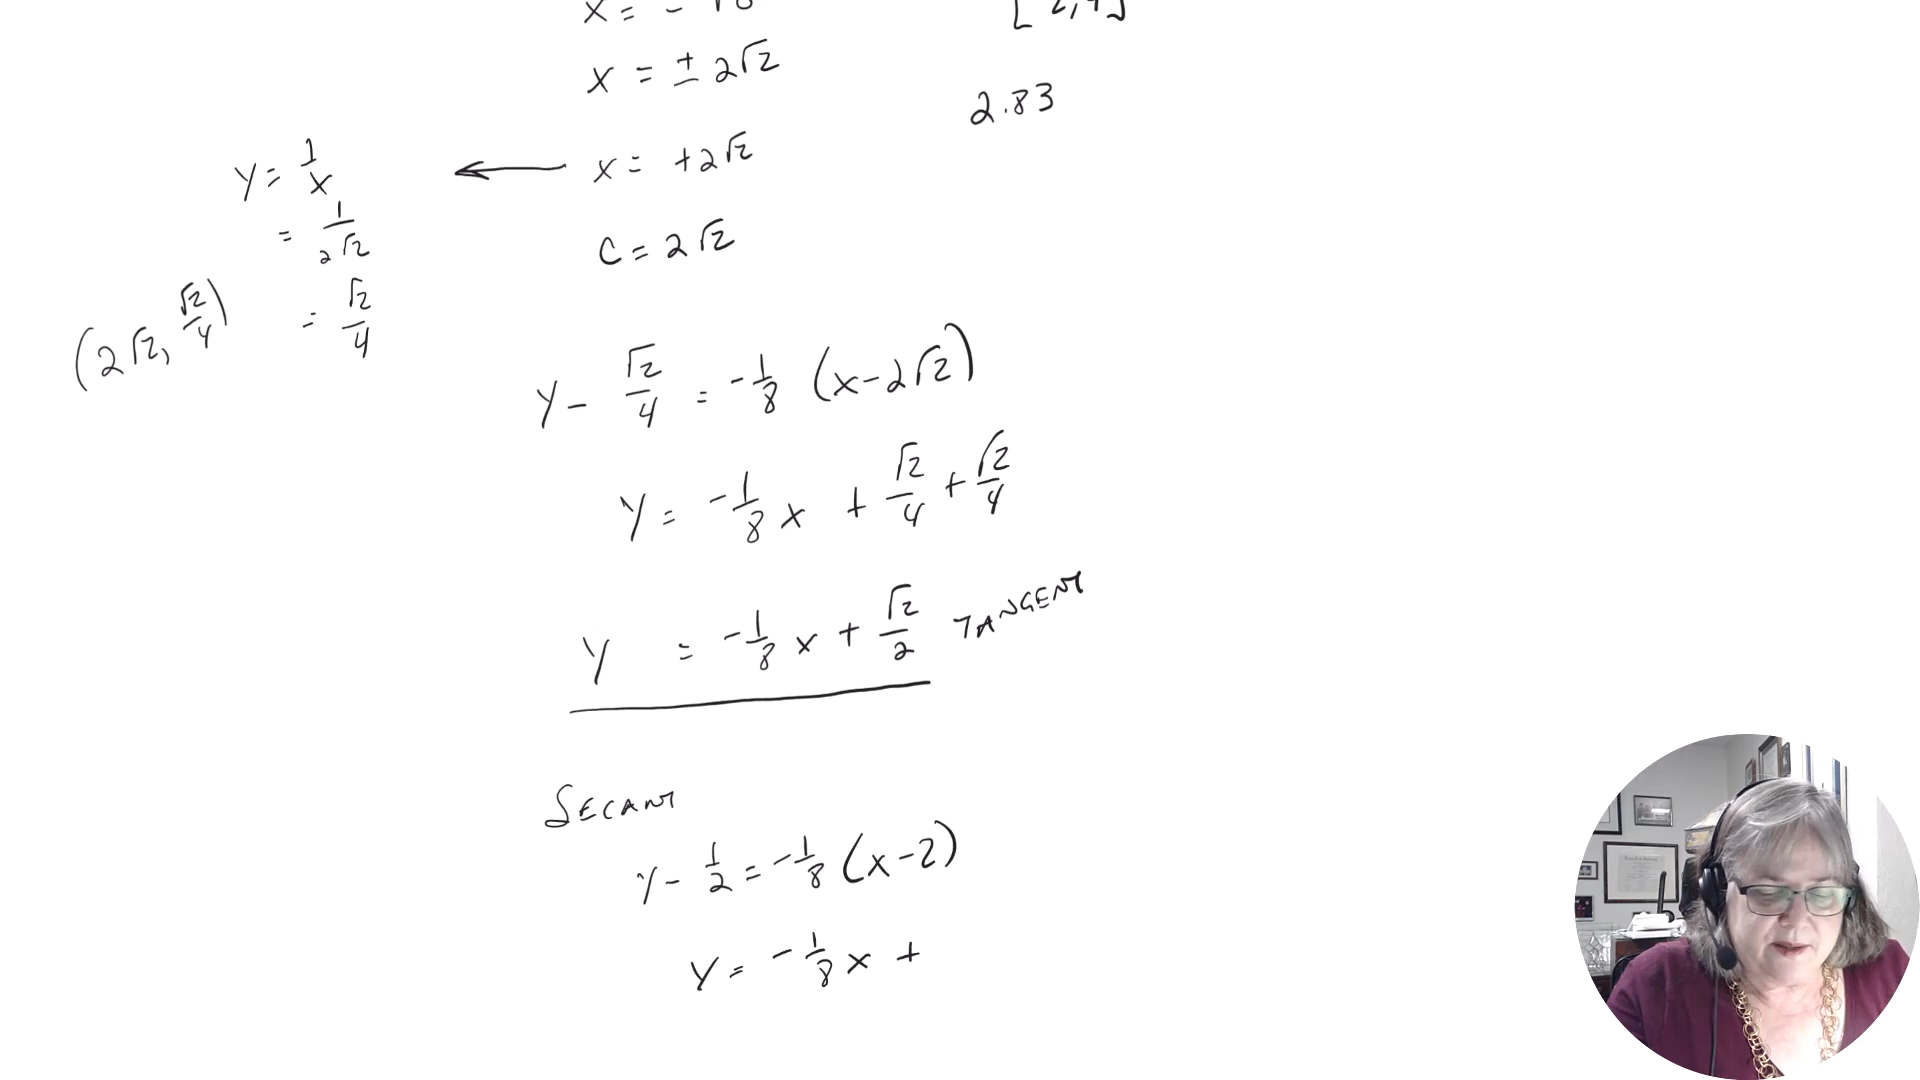 x = ± 2√2
2.83
x = +2√2
y = 1/x
= 1/2√2
c = 2√2
= √2/4
(2√2, √2/4)
y - √2/4 = -1/8 (x-2√2)
y = -1/8 x + √2/4 + √2/4
y = -1/8 x + √2/2 TANGENT
SECANT
y - 1/2 = -1/8 (x-2)
y = -1/8 x +